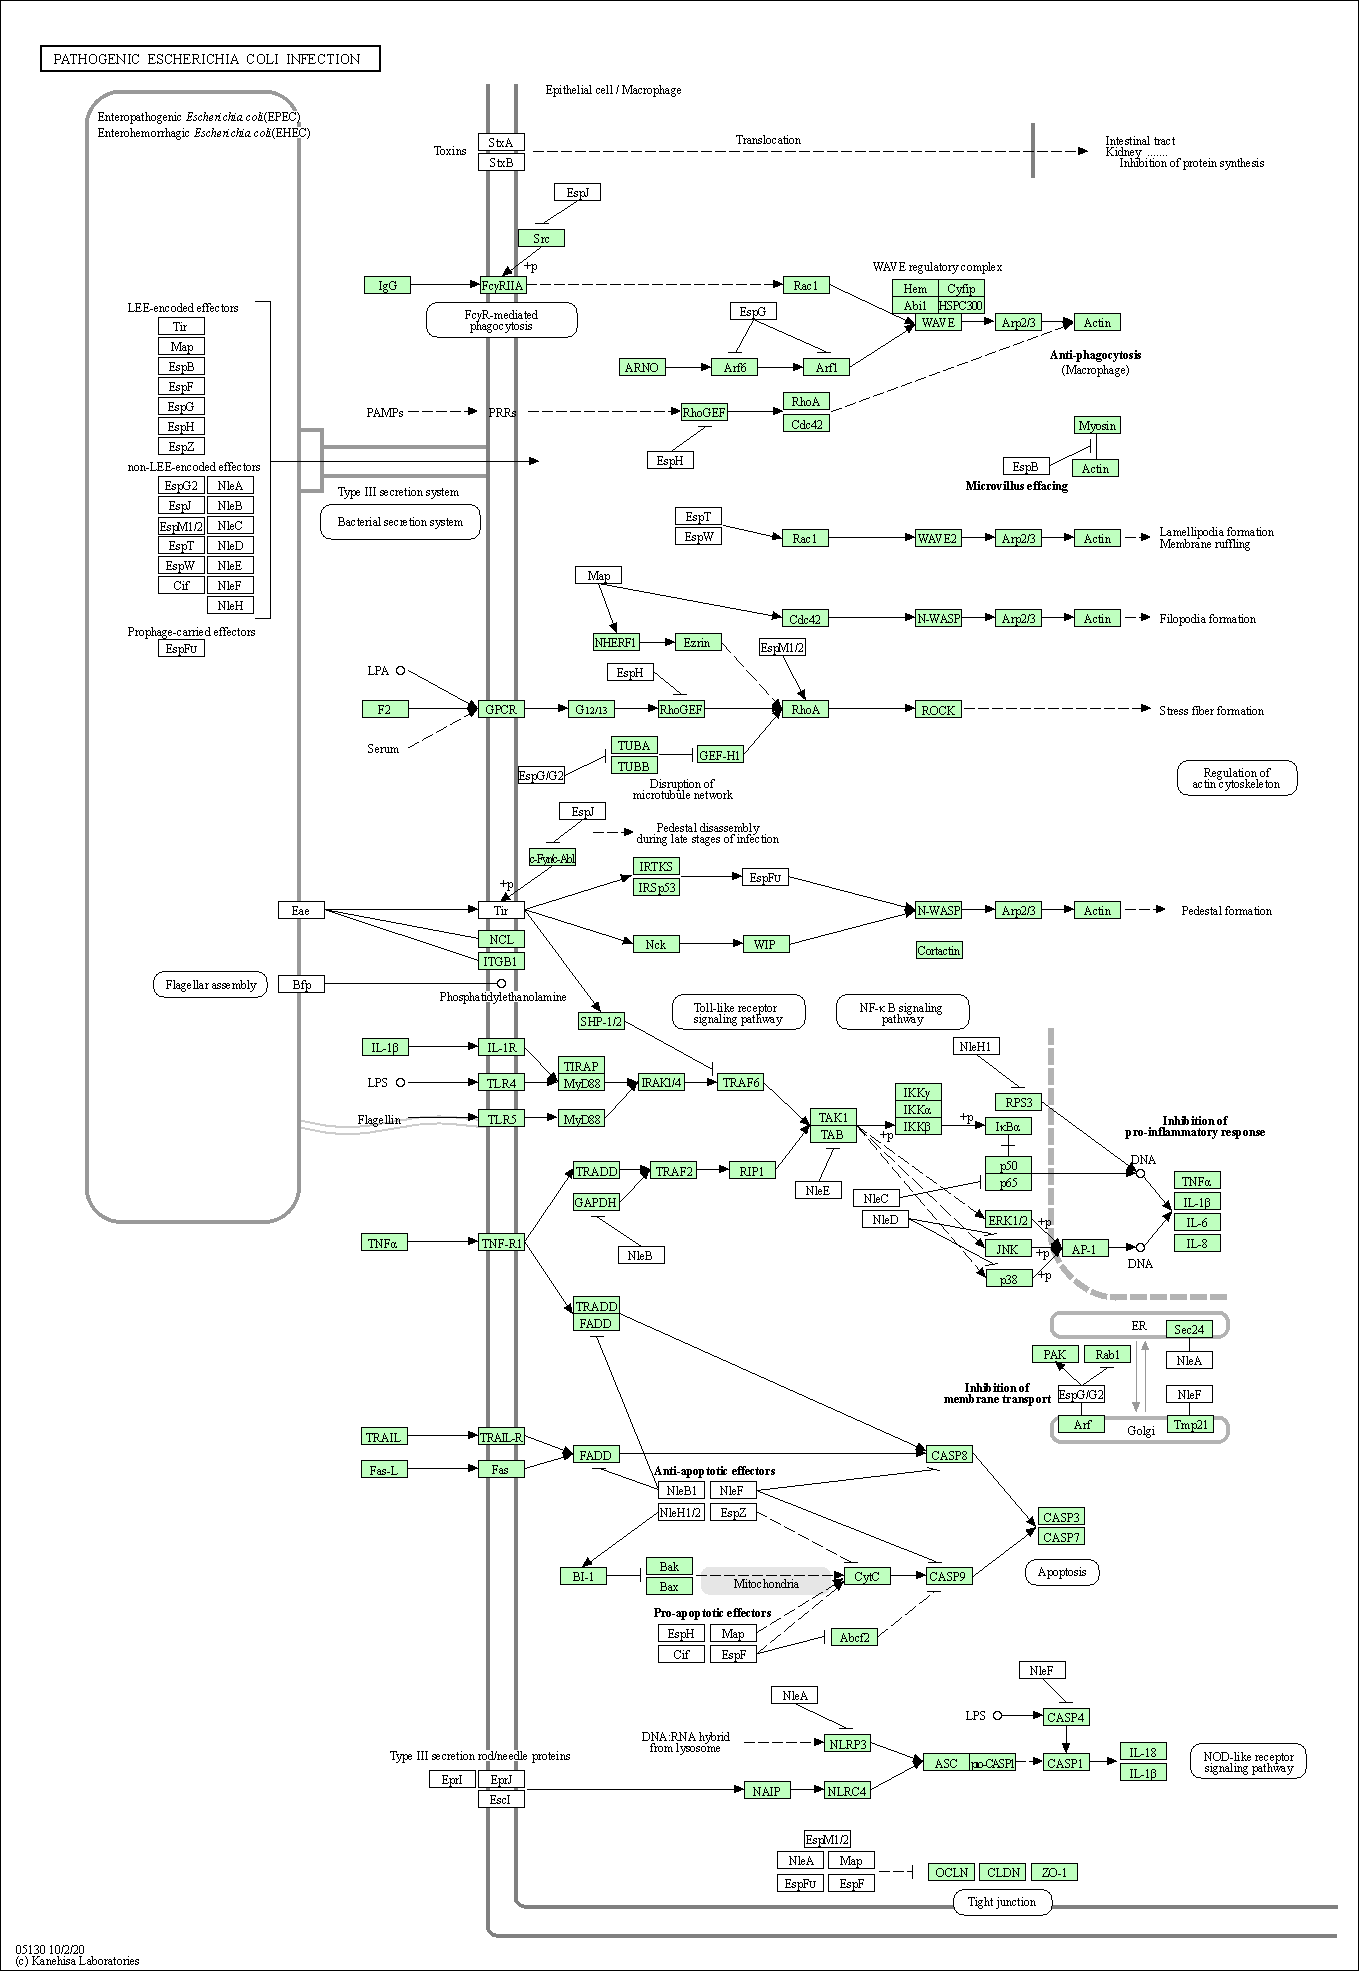 PATHOGENIC ESCHERICHIA COLI INFECTION
Epithelial cell / Macrophage
Enteropathogenic Escherichia coli(EPEC)
Enterohemorrhagic Escherichia coli(EHEC)
Toxins
StxA
StxB
Translocation
Intestinal tract
Kidney .......
Inhibition of protein synthesis
EspJ
Src
+p
IgG
FcγRIIA
Rac1
WAVE regulatory complex
Hem
Cyfip
Abi1
HSPC300
WAVE
Arp2/3
Actin
FcγR-mediated
phagocytosis
EspG
ARNO
Arf6
Arf1
Anti-phagocytosis
(Macrophage)
LEE-encoded effectors
Tir
Map
EspB
EspF
EspG
EspH
EspZ
non-LEE-encoded effectors
EspG2
NleA
EspJ
NleB
EspM1/2
NleC
EspT
NleD
EspW
NleE
Cif
NleF
NleH
Prophage-carried effectors
EspFu
PAMPs
PRRs
RhoGEF
RhoA
Cdc42
EspH
Myosin
EspB
Actin
Microvillus effacing
Type III secretion system
Bacterial secretion system
EspT
EspW
Rac1
WAVE2
Arp2/3
Actin
Lamellipodia formation
Membrane ruffling
Map
Cdc42
N-WASP
Arp2/3
Actin
Filopodia formation
NHERF1
Ezrin
EspM1/2
LPA
EspH
F2
GPCR
G12/13
RhoGEF
RhoA
ROCK
Stress fiber formation
Serum
TUBA
TUBB
GEF-H1
EspG/G2
Disruption of
microtubule network
Regulation of
actin cytoskeleton
EspJ
Pedestal disassembly
during late stages of infection
c-Fyn/c-Abl
+p
IRTKS
IRSp53
EspFu
Eae
Tir
N-WASP
Arp2/3
Actin
Pedestal formation
NCL
ITGB1
Nck
WIP
Cortactin
Flagellar assembly
Bfp
Phosphatidylethanolamine
SHP-1/2
Toll-like receptor
signaling pathway
NF-κ B signaling
pathway
IL-1β
IL-1R
NleH1
LPS
TLR4
TIRAP
MyD88
IRAK1/4
TRAF6
IKKγ
IKKα
IKKβ
RPS3
Flagellin
TLR5
MyD88
TAK1
TAB
+p
+p
IκBα
Inhibition of
pro-inflammatory response
p50
p65
DNA
TRADD
TRAF2
RIP1
GAPDH
NleE
NleC
NleD
TNFα
IL-1β
IL-6
IL-8
ERK1/2
+p
TNFα
TNF-R1
NleB
JNK
+p
AP-1
DNA
p38
+p
TRADD
FADD
ER
Sec24
PAK
Rab1
NleA
Inhibition of
membrane transport
EspG/G2
NleF
Arf
Golgi
Tmp21
TRAIL
TRAIL-R
FADD
CASP8
Fas-L
Fas
Anti-apoptotic effectors
NleB1
NleF
NleH1/2
EspZ
CASP3
CASP7
BI-1
Bak
Bax
Mitochondria
CytC
CASP9
Apoptosis
Pro-apoptotic effectors
EspH
Map
Cif
EspF
Abcf2
NleF
NleA
LPS
CASP4
DNA:RNA hybrid
from lysosome
NLRP3
Type III secretion rod/needle proteins
ASC
pro-CASP1
CASP1
IL-18
IL-1β
NOD-like receptor
signaling pathway
EprI
EprJ
EscI
NAIP
NLRC4
EspM1/2
NleA
Map
EspFu
EspF
OCLN
CLDN
ZO-1
Tight junction
05130 10/2/20
(c) Kanehisa Laboratories